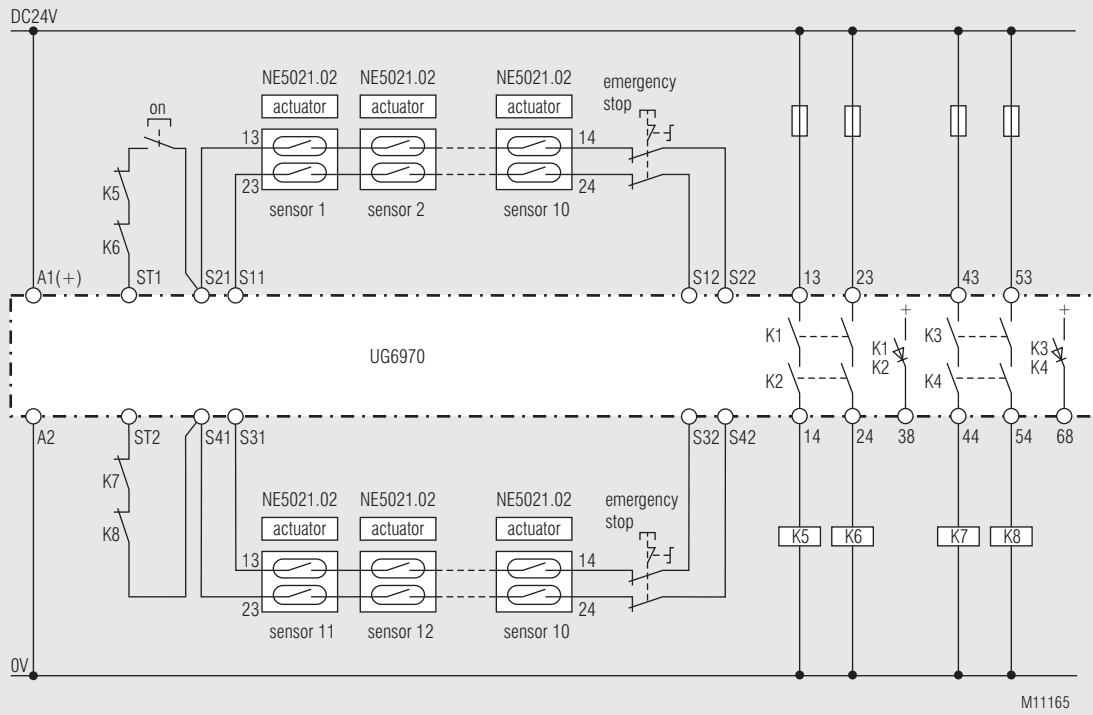 DC24V
NE5021.02 NE5021.02 NE5021.02
emergency
stop
actuator actuator actuator
on
13 14
23 24
K5
sensor 1 sensor 2 sensor 10
K6
A1(+) ST1 S21 S11 S12 S22 13 23 43 53
+ +
K1 K3
K1 K3
K2 K4
UG6970
K2 K4
A2 ST2 S41 S31 S32 S42 14 24 38 44 54 68
K7
NE5021.02 NE5021.02 NE5021.02
emergency
stop
actuator actuator actuator
K8
K5 K6 K7 K8
13 14
23 24
sensor 11 sensor 12 sensor 10
0V
M11165